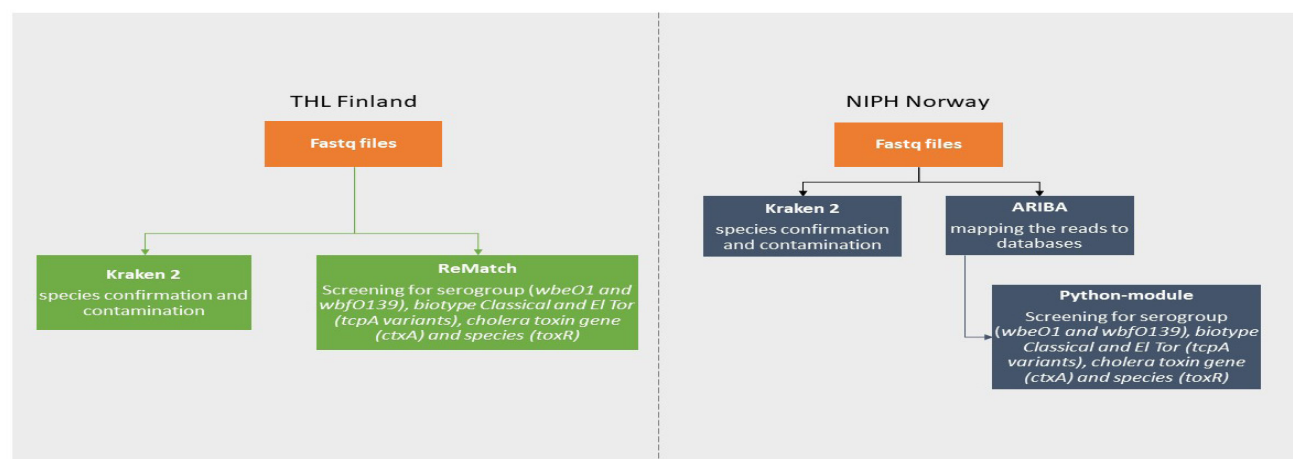 THL Finland
Fastq files
Kraken 2
species confirmation and
contamination
ReMatch
Screening for serogroup (wbeO1 and
wbfO139), biotype Classical and El Tor
(tcpA variants), cholera toxin gene
(ctxA) and species (toxR)
NIPH Norway
Fastq files
Kraken 2
species confirmation
and contamination
ARIBA
mapping the reads to
databases
Python-module
Screening for serogroup
(wbeO1 and wbfO139), biotype
Classical and El Tor (tcpA
variants), cholera toxin gene
(ctxA) and species (toxR)